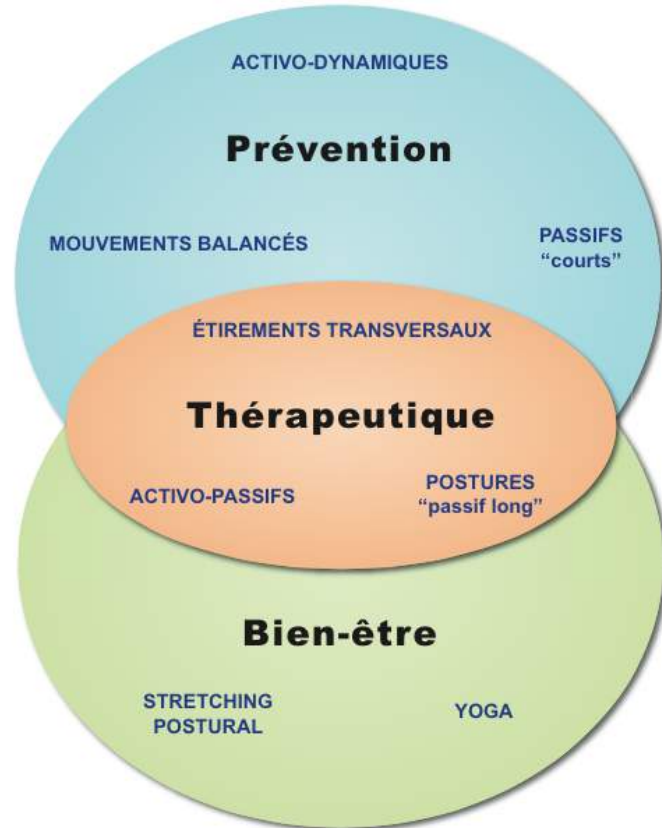 ACTIVO-DYNAMIQUES
Prévention
MOUVEMENTS BALANCÉS
PASSIFS
“courts”
ÉTIREMENTS TRANSVERSAUX
Thérapeutique
ACTIVO-PASSIFS
POSTURES
“passif long”
Bien-être
STRETCHING
POSTURAL
YOGA